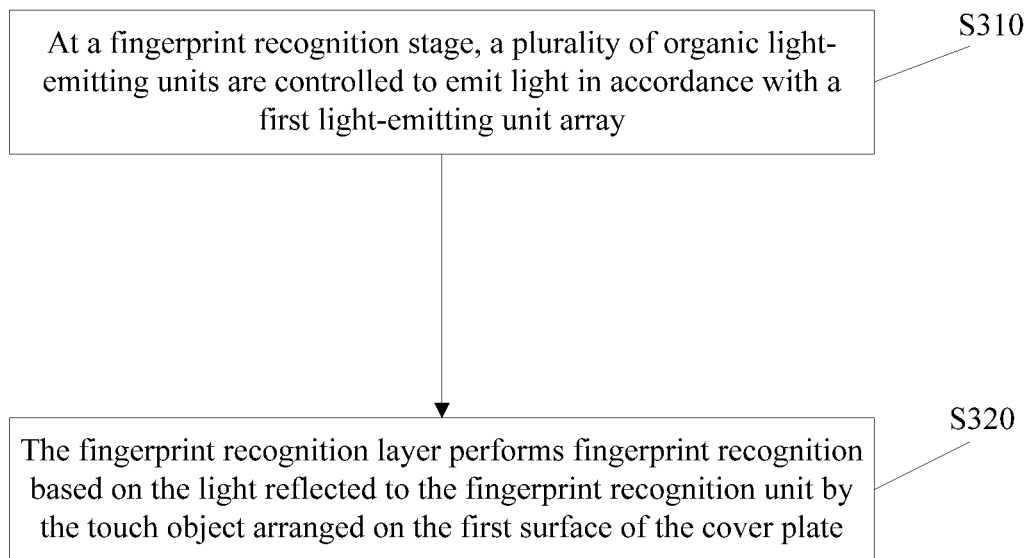 S310
At a fingerprint recognition stage, a plurality of organic light-
emitting units are controlled to emit light in accordance with a
first light-emitting unit array
S320
The fingerprint recognition layer performs fingerprint recognition
based on the light reflected to the fingerprint recognition unit by
the touch object arranged on the first surface of the cover plate